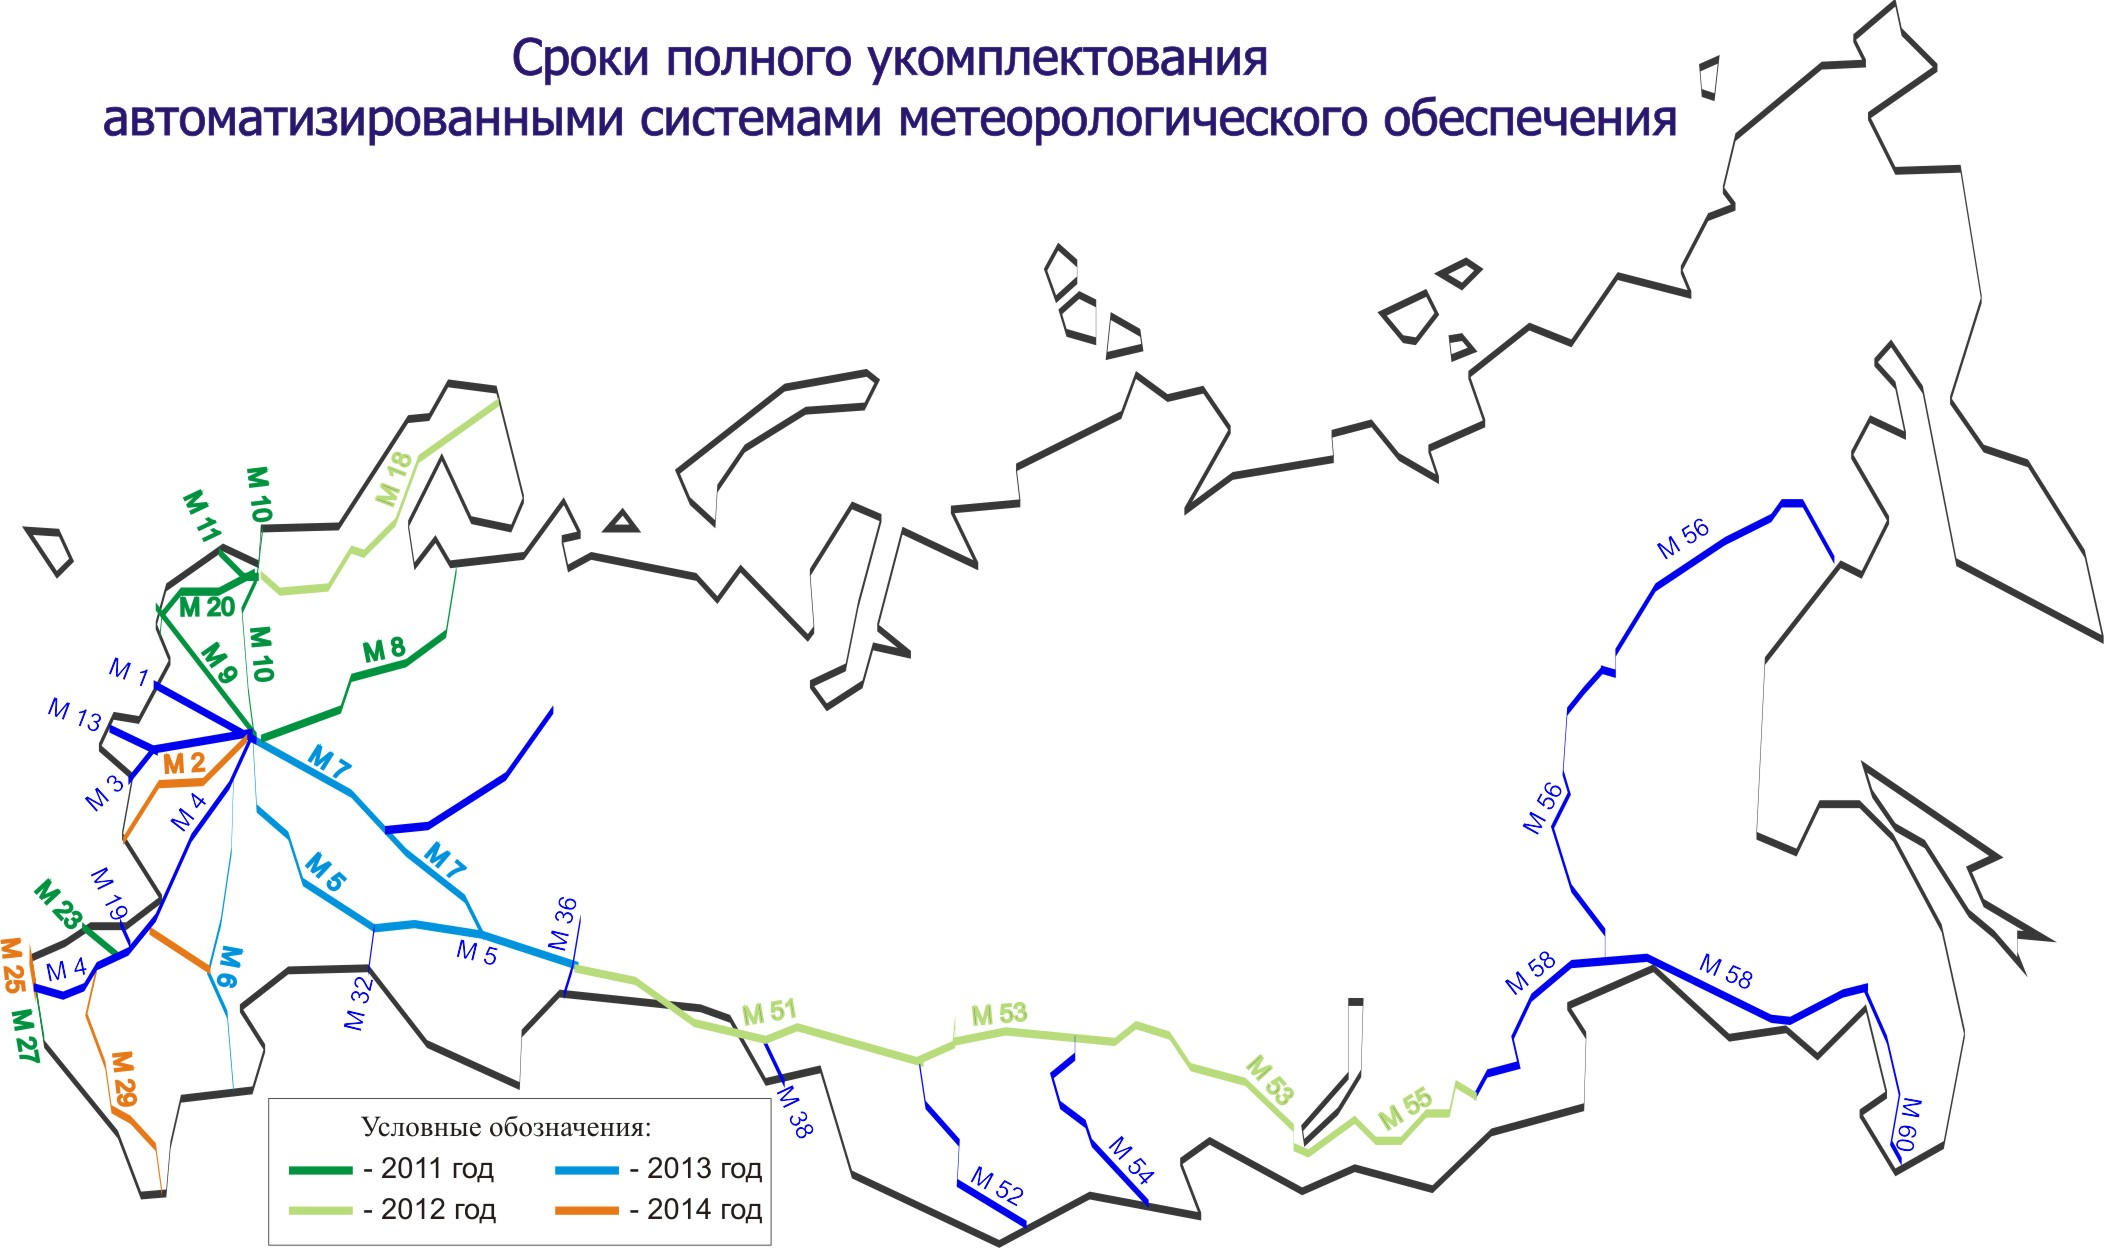 Сроки полного укомплектования
автоматизированными системами метеорологического обеспечения
М 18
М 10
М 11
М 20
М 10
М 9
М 8
М 1
М 13
М 2
М 3
М 4
М 7
М 7
М 5
М 5
М 36
М 23
М 19
М 25
М 4
М 6
М 32
М 27
М 29
М 51
М 53
М 38
М 52
М 54
М 53
М 55
М 56
М 56
М 58
М 58
М 60
Условные обозначения:
- 2011 год
- 2013 год
- 2012 год
- 2014 год